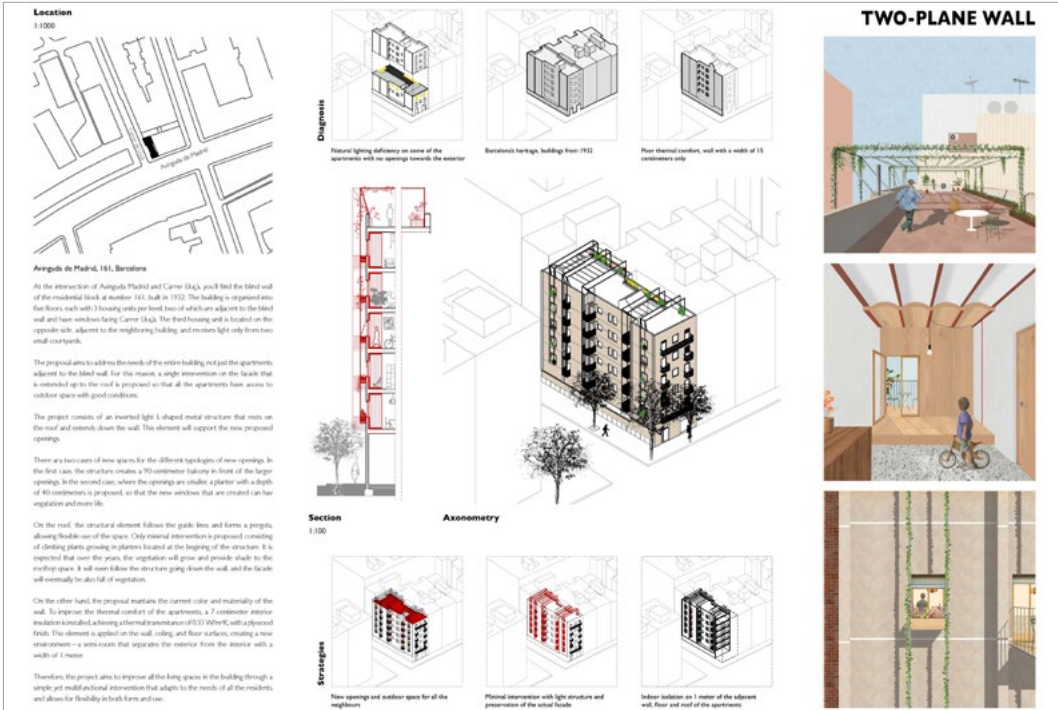 Location
1:1000
Carrer Lluçà
Avinguda de Madrid
Avinguda de Madrid, 161, Barcelona
At the intersection of Avinguda Madrid and Carrer Lluçà, you'll find the blind wall
of the residential block at number 161, built in 1932. The building is organized into
five floors, each with 3 housing units per level, two of which are adjacent to the blind
wall and have windows facing Carrer Lluçà. The third housing unit is located on the
opposite side, adjacent to the neighboring building, and receives light only from two
small courtyards.
The proposal aims to address the needs of the entire building, not just the apartments
adjacent to the blind wall. For this reason, a single intervention on the facade that
is extended up to the roof is proposed so that all the apartments have access to
outdoor space with good conditions.
The project consists of an inverted light L-shaped metal structure that rests on
the roof and extends down the wall. This element will support the new proposed
openings.
There are two cases of new spaces for the different typologies of new openings. In
the first case, the structure creates a 90-centimeter balcony in front of the larger
openings. In the second case, where the openings are smaller, a planter with a depth
of 40 centimeters is proposed, so that the new windows that are created can hav
vegatation and more life.
On the roof, the structural element follows the guide lines and forms a pergola,
allowing flexible use of the space. Only minimal intervention is proposed, consisting
of climbing plants growing in planters located at the begining of the structure. It is
expected that over the years, the vegetation will grow and provide shade to the
rooftop space. It will even follow the structure going down the wall, and the facade
will eventually be also full of vegetation.
On the other hand, the proposal mantains the current color and materiality of the
wall. To improve the thermal comfort of the apartments, a 7 centimeter interior
insulation is installed, achieving a thermal transmitance of 0.33 W/m²K, with a plywood
finish. This element is applied on the wall, ceiling, and floor surfaces, creating a new
environment—a semi-room that separates the exterior from the interior with a
width of 1 meter.
Therefore, the project aims to improve all the living spaces in the building through a
simple yet multifunctional intervention that adapts to the needs of all the residents
and allows for flexibility in both form and use.
Diagnosis
Natural lighting deficiency on some of the
apartments with no openings towards the exterior
Barcelona's heritage, buildings from 1932
Poor thermal comfort, wall with a width of 15
centimeters only
Section
1:100
Axonometry
Strategies
New openings and outdoor space for all the
neighbours
Minimal intervention with light structure and
preservation of the actual facade
Indoor isolation on 1 meter of the adjacent
wall, floor and roof of the apartments
TWO-PLANE WALL